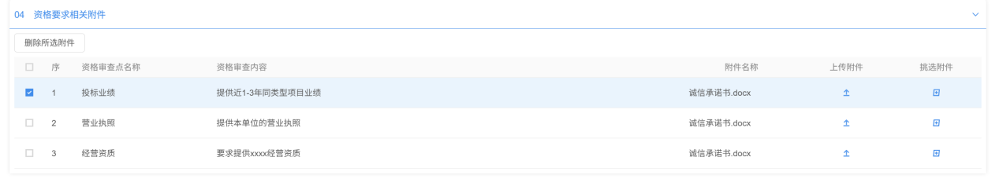 04 资格要求相关附件
删除所选附件
序 资格审查点名称 资格审查内容 附件名称 上传附件 挑选附件
1 投标业绩 提供近1-3年同类型项目业绩 诚信承诺书.docx
2 营业执照 提供本单位的营业执照 诚信承诺书.docx
3 经营资质 要求提供xxxx经营资质 诚信承诺书.docx